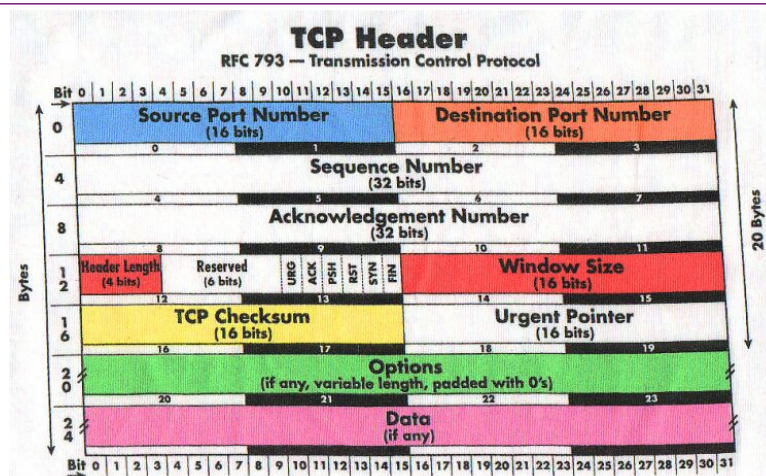 TCP Header
RFC 793 — Transmission Control Protocol
Bit 0 1 2 3 4 5 6 7 8 9 10 11 12 13 14 15 16 17 18 19 20 21 22 23 24 25 26 27 28 29 30 31
0 Source Port Number Destination Port Number
(16 bits) (16 bits)
0 1 2 3
4 Sequence Number
(32 bits)
4 5 6 7
8 Acknowledgement Number
(32 bits)
8 9 10 11
12 Header Length Reserved URG ACK PSH RST SYN FIN Window Size
(4 bits) (6 bits) (16 bits)
12 13 14 15
16 TCP Checksum Urgent Pointer
(16 bits) (16 bits)
16 17 18 19
20 Options
(if any, variable length, padded with 0's)
20 21 22 23
24 Data
(if any)
Bit 0 1 2 3 4 5 6 7 8 9 10 11 12 13 14 15 16 17 18 19 20 21 22 23 24 25 26 27 28 29 30 31
Bytes
20 Bytes